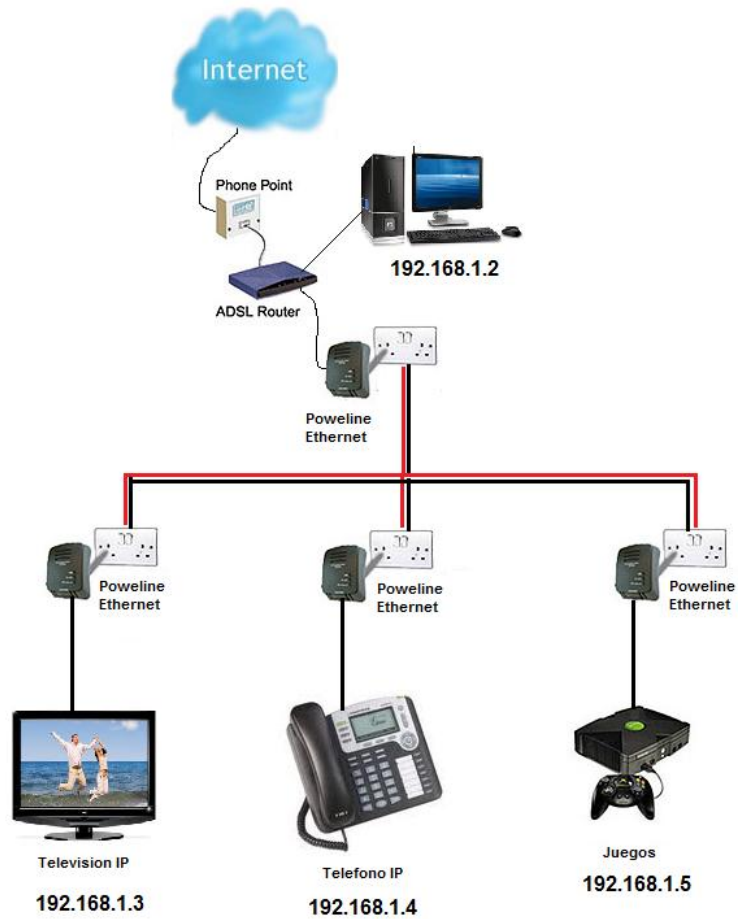 Internet
Phone Point
192.168.1.2
ADSL Router
Poweline
Ethernet
Poweline
Ethernet
Poweline
Ethernet
Poweline
Ethernet
Television IP
192.168.1.3
Telefono IP
192.168.1.4
Juegos
192.168.1.5